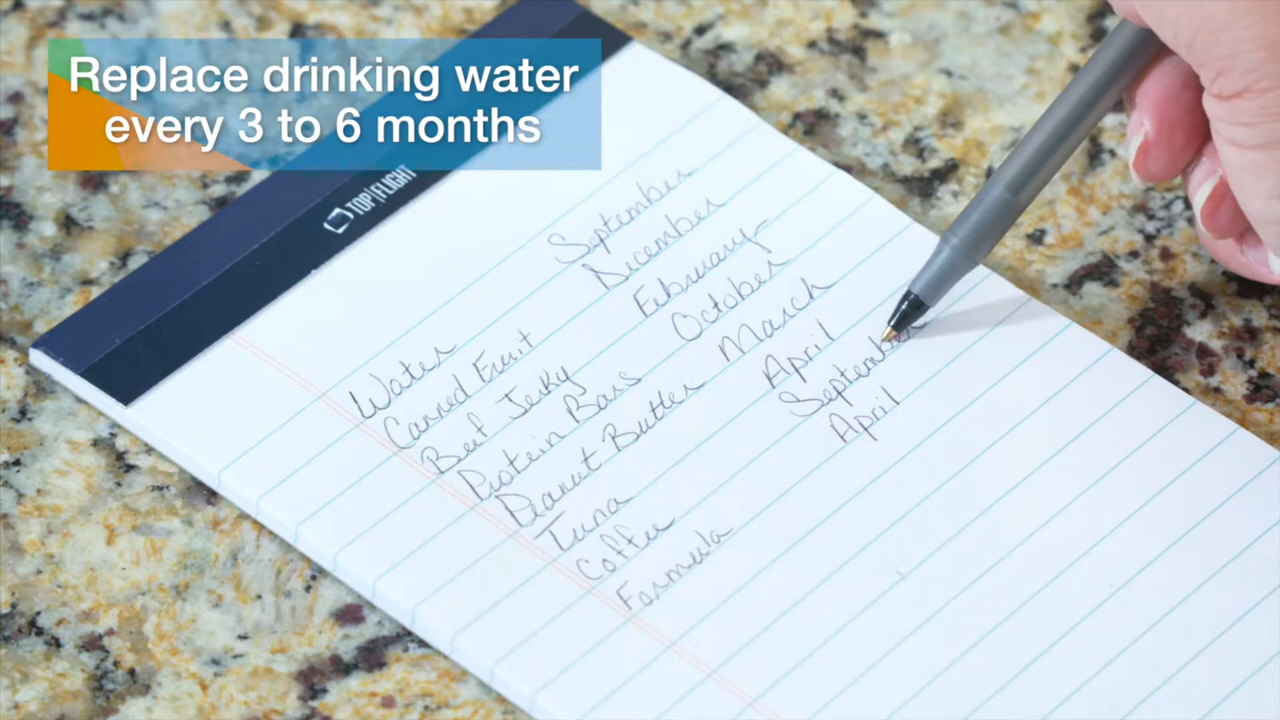 Replace drinking water
every 3 to 6 months
TOP|FLIGHT
Water September
Canned Fruit December
Beef Jerky February
Protein Bars October
Peanut Butter March
Tuna April
Coffee September
Formula April